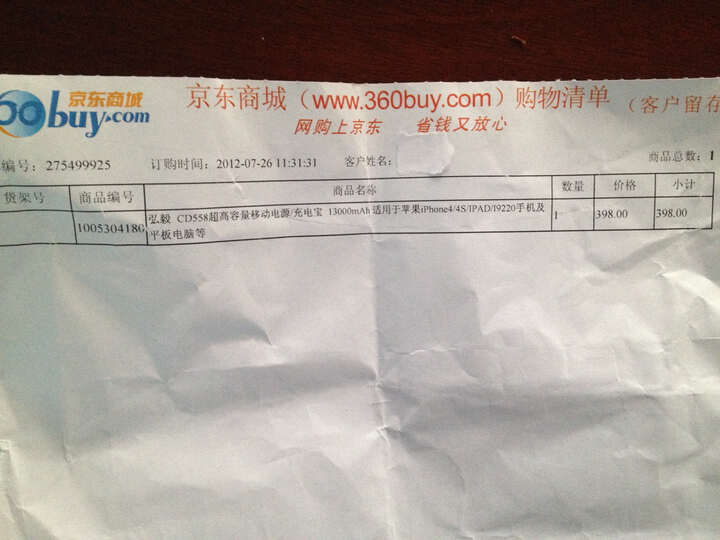 京东商城
360buy.com
京东商城（www.360buy.com）购物清单 （客户留存
网购上京东 省钱又放心
编号：275499925 订购时间：2012-07-26 11:31:31 客户姓名： 商品总数：1
货架号 商品编号 商品名称 数量 价格 小计
1005304180 弘毅 CD558超高容量移动电源/充电宝 13000mAh 适用于苹果iPhone4/4S/IPAD/I9220手机及 1 398.00 398.00
平板电脑等